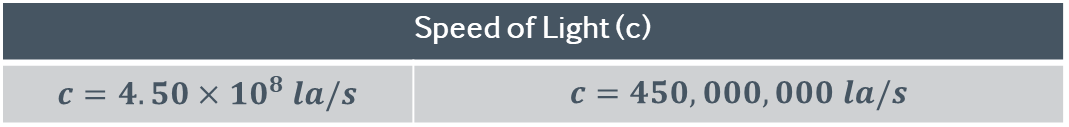 Speed of Light (c)
c = 4.50 × 10⁸ la/s
c = 450,000,000 la/s